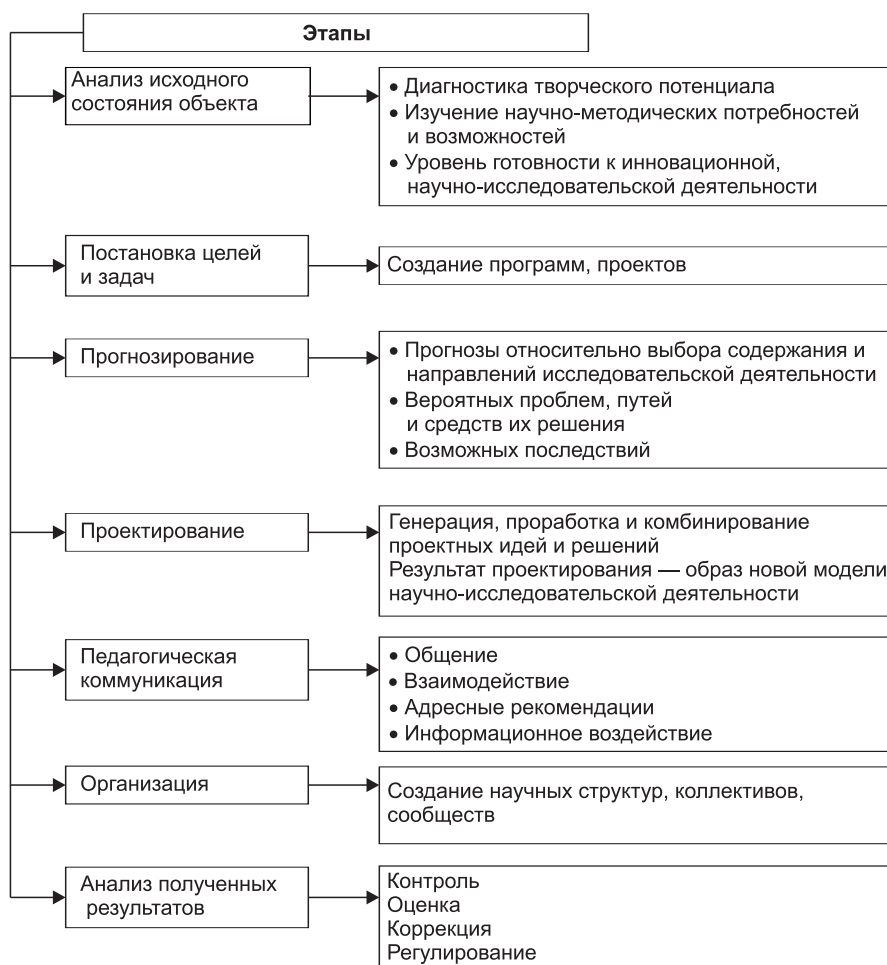 Этапы
Анализ исходного
состояния объекта
• Диагностика творческого потенциала
• Изучение научно-методических потребностей
и возможностей
• Уровень готовности к инновационной,
научно-исследовательской деятельности
Постановка целей
и задач
Создание программ, проектов
Прогнозирование
• Прогнозы относительно выбора содержания и
направлений исследовательской деятельности
• Вероятных проблем, путей
и средств их решения
• Возможных последствий
Проектирование
Генерация, проработка и комбинирование
проектных идей и решений
Результат проектирования — образ новой модели
научно-исследовательской деятельности
Педагогическая
коммуникация
• Общение
• Взаимодействие
• Адресные рекомендации
• Информационное воздействие
Организация
Создание научных структур, коллективов,
сообществ
Анализ полученных
результатов
Контроль
Оценка
Коррекция
Регулирование